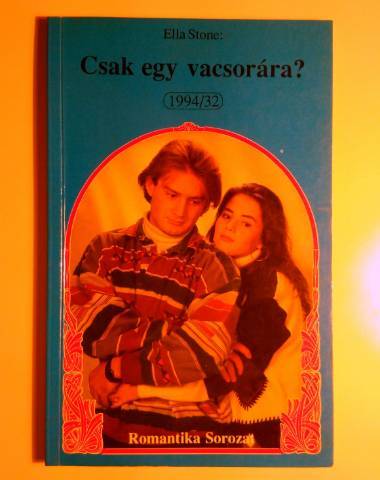 Ella Stone:
Csak egy vacsorára?
1994/32
Romantika Sorozat